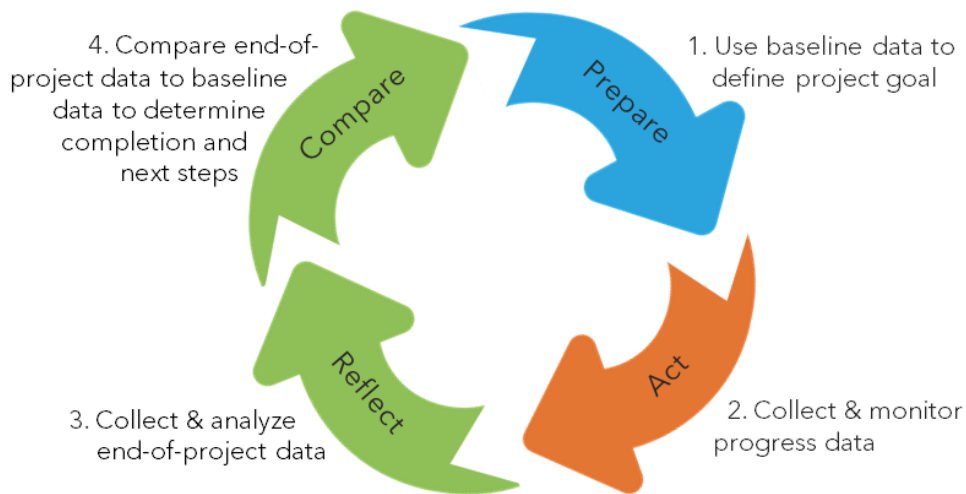 Prepare
1. Use baseline data to
define project goal
Act
2. Collect & monitor
progress data
Reflect
3. Collect & analyze
end-of-project data
Compare
4. Compare end-of-
project data to baseline
data to determine
completion and
next steps